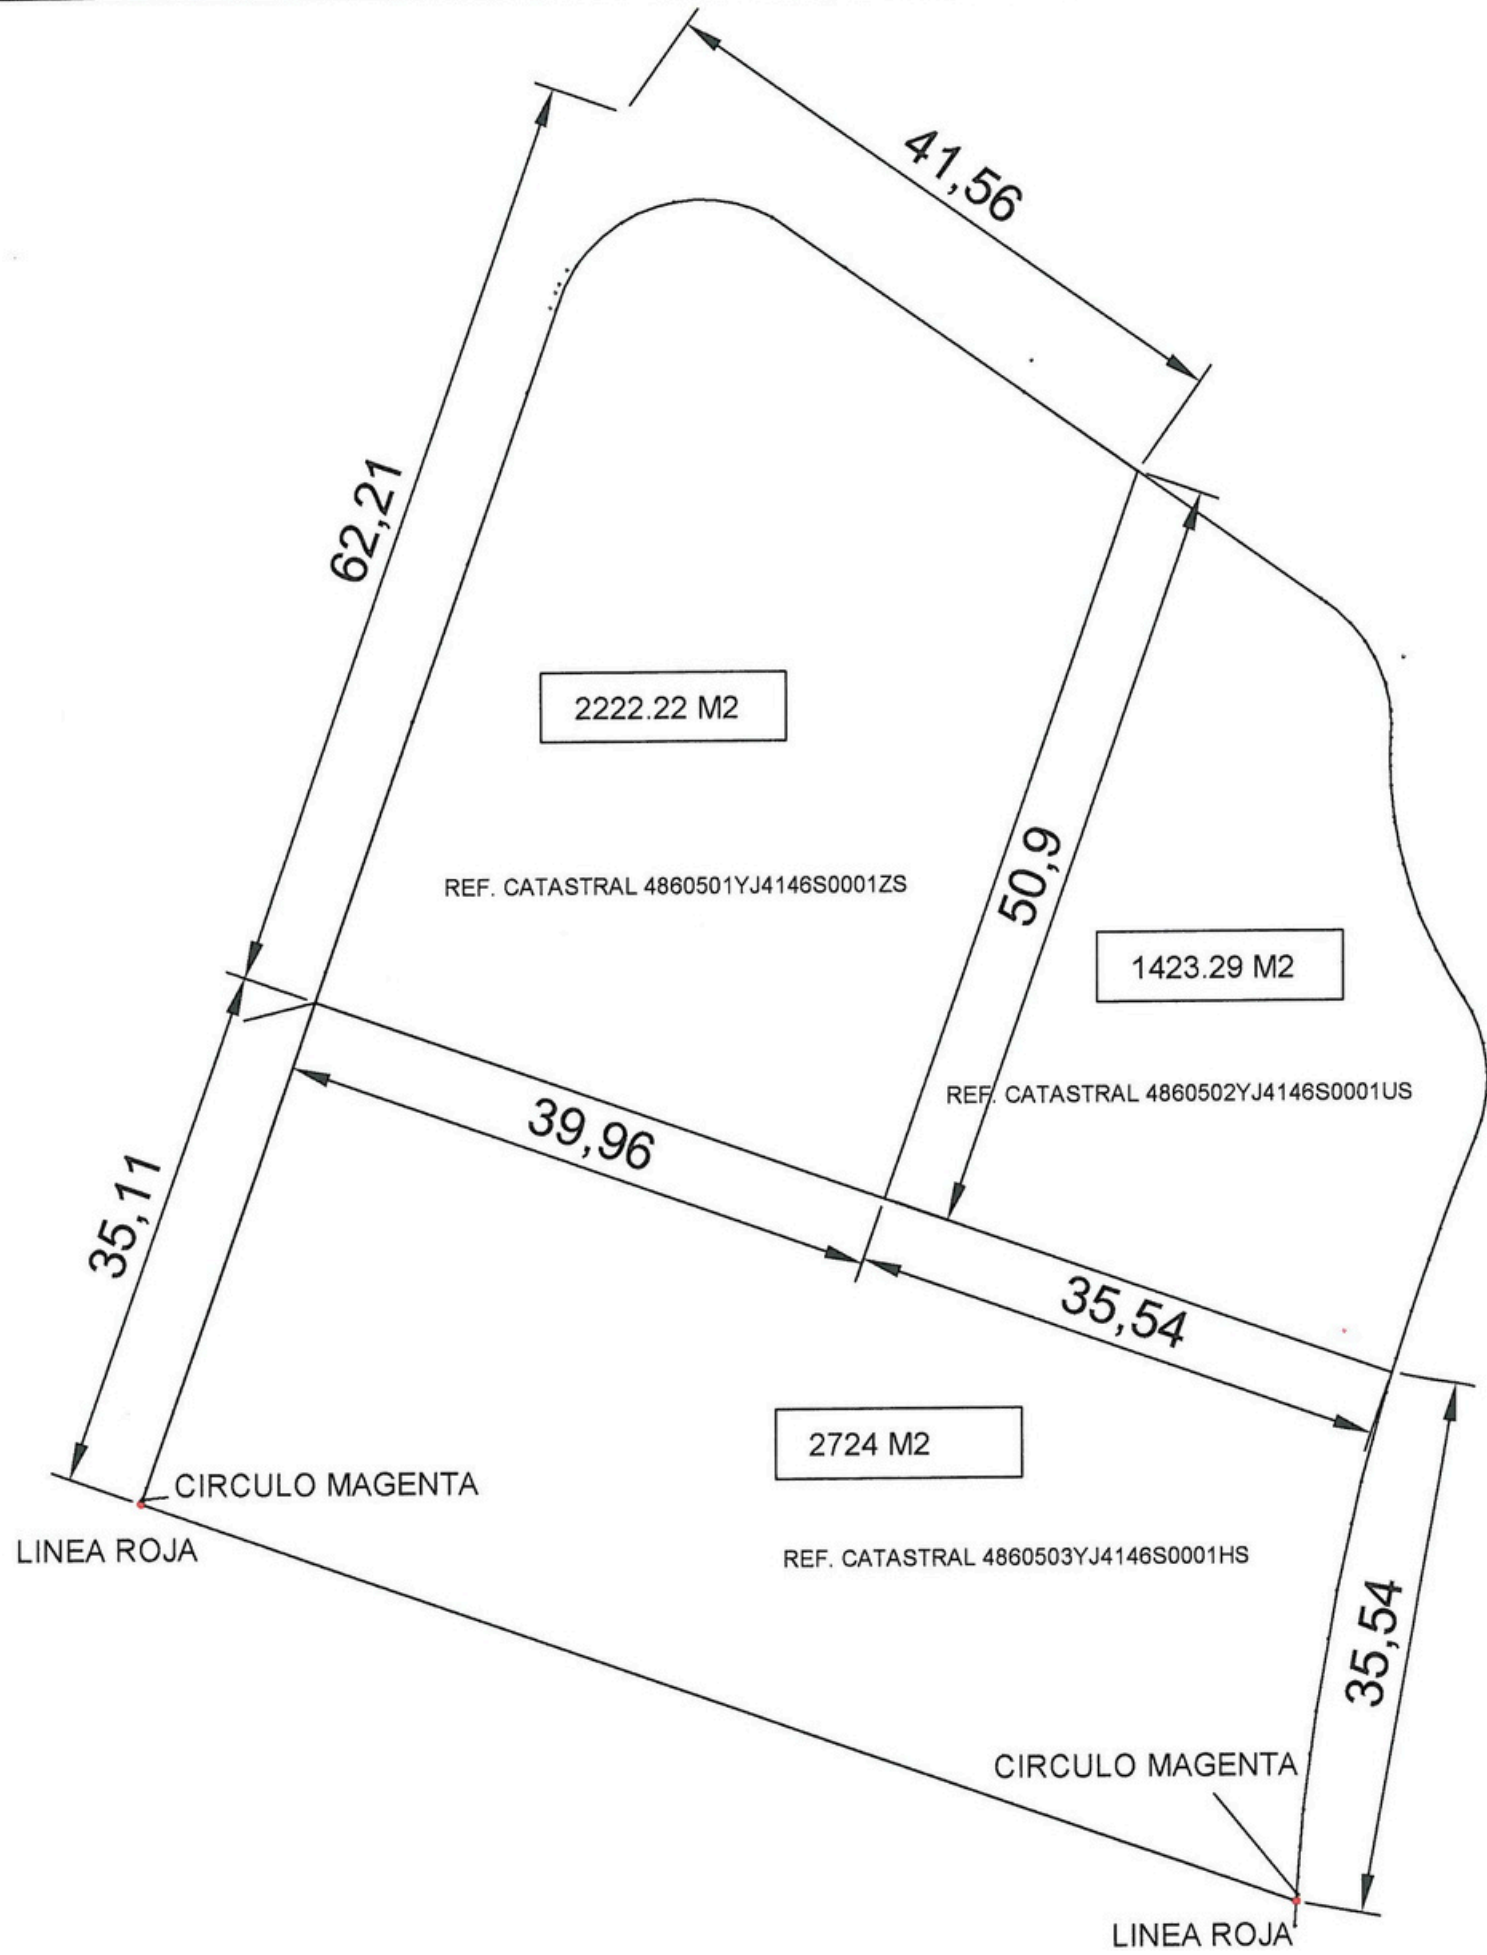 41,56
62,21
2222.22 M2
REF. CATASTRAL 4860501YJ4146S0001ZS
50,9
1423.29 M2
REF. CATASTRAL 4860502YJ4146S0001US
39,96
35,11
35,54
2724 M2
CIRCULO MAGENTA
LINEA ROJA
REF. CATASTRAL 4860503YJ4146S0001HS
35,54
CIRCULO MAGENTA
LINEA ROJA